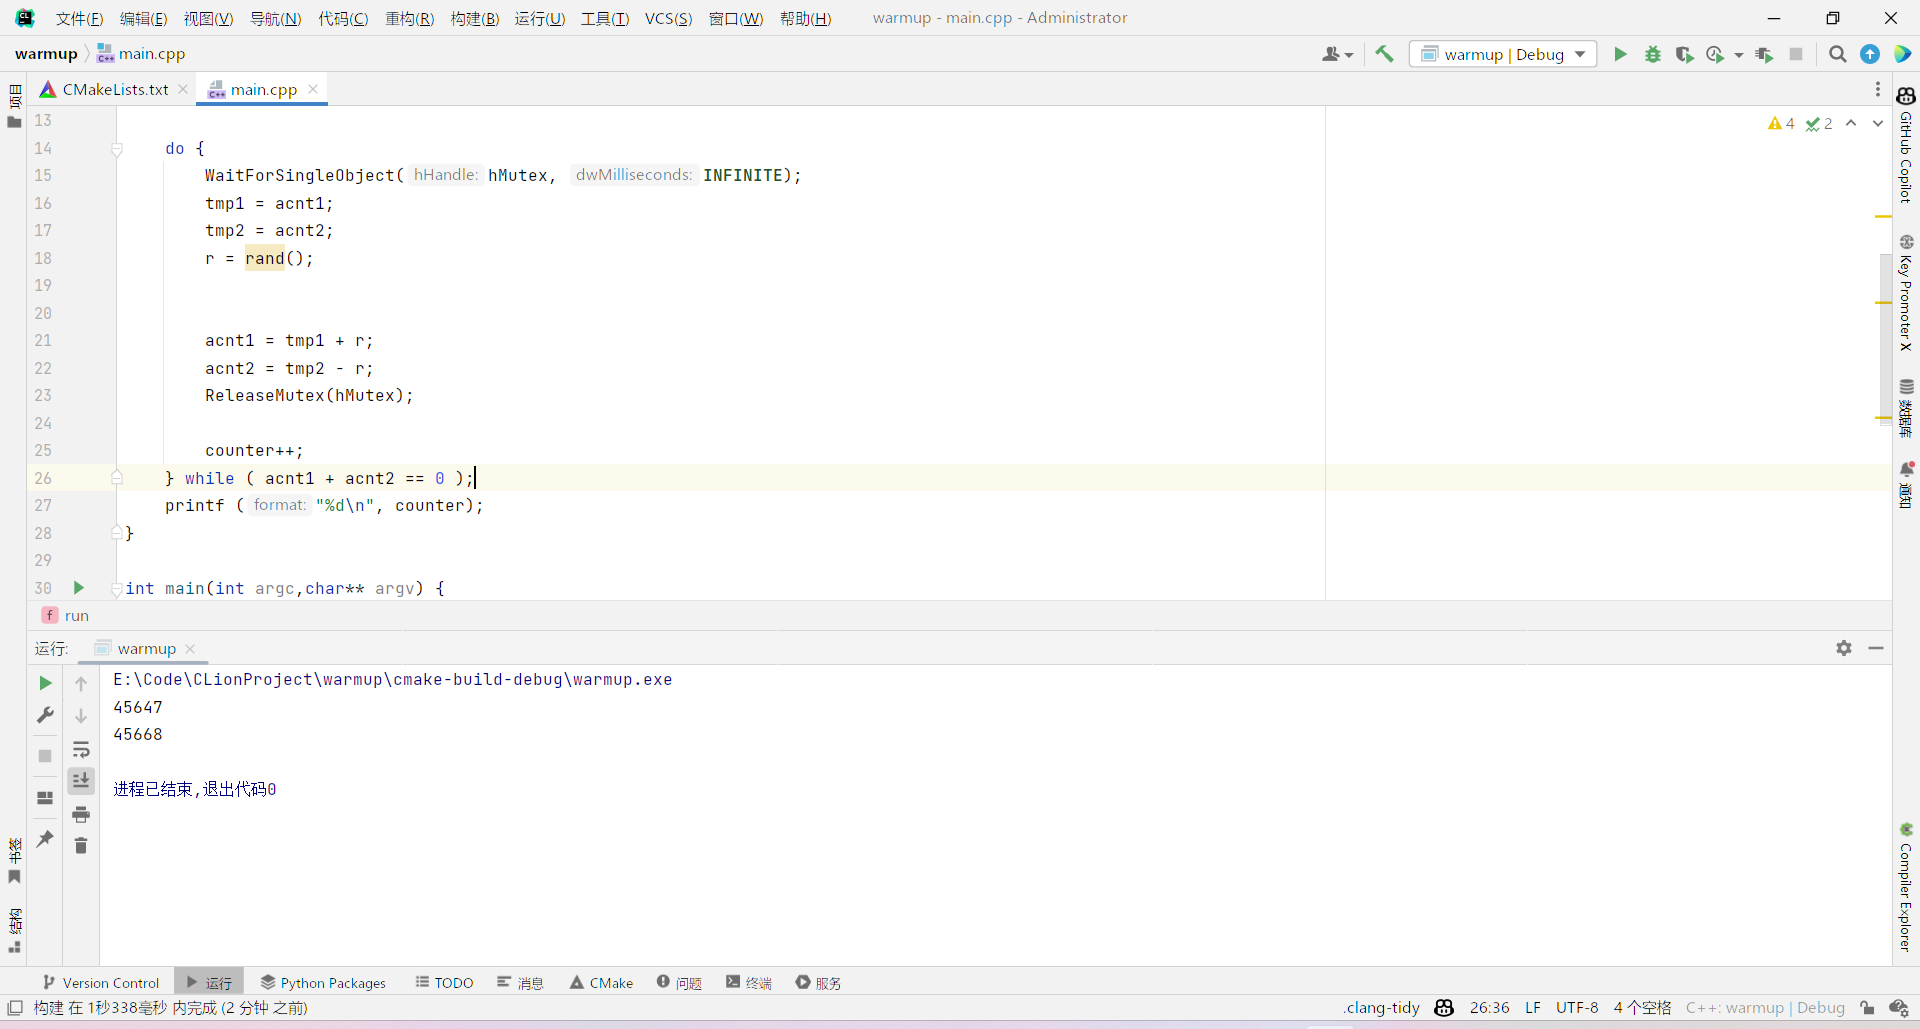 文件(F) 编辑(E) 视图(V) 导航(N) 代码(C) 重构(R) 构建(B) 运行(U) 工具(T) VCS(S) 窗口(W) 帮助(H) warmup - main.cpp - Administrator
warmup main.cpp warmup | Debug
CMakeLists.txt main.cpp
4 2
13
14 do {
15 WaitForSingleObject( hHandle: hMutex, dwMilliseconds: INFINITE);
16 tmp1 = acnt1;
17 tmp2 = acnt2;
18 r = rand();
19
20
21 acnt1 = tmp1 + r;
22 acnt2 = tmp2 - r;
23 ReleaseMutex(hMutex);
24
25 counter++;
26 } while ( acnt1 + acnt2 == 0 );
27 printf ( format: "%d\n", counter);
28 }
29
30 int main(int argc,char** argv) {
f run
运行: warmup
E:\Code\CLionProject\warmup\cmake-build-debug\warmup.exe
45647
45668
进程已结束,退出代码0
项目
书签
结构
GitHub Copilot
Key Promoter X
数据库
通知
Compiler Explorer
Version Control 运行 Python Packages TODO 消息 CMake 问题 终端 服务
构建 在 1秒338毫秒 内完成 (2 分钟 之前) .clang-tidy 26:36 LF UTF-8 4 个空格 C++: warmup | Debug